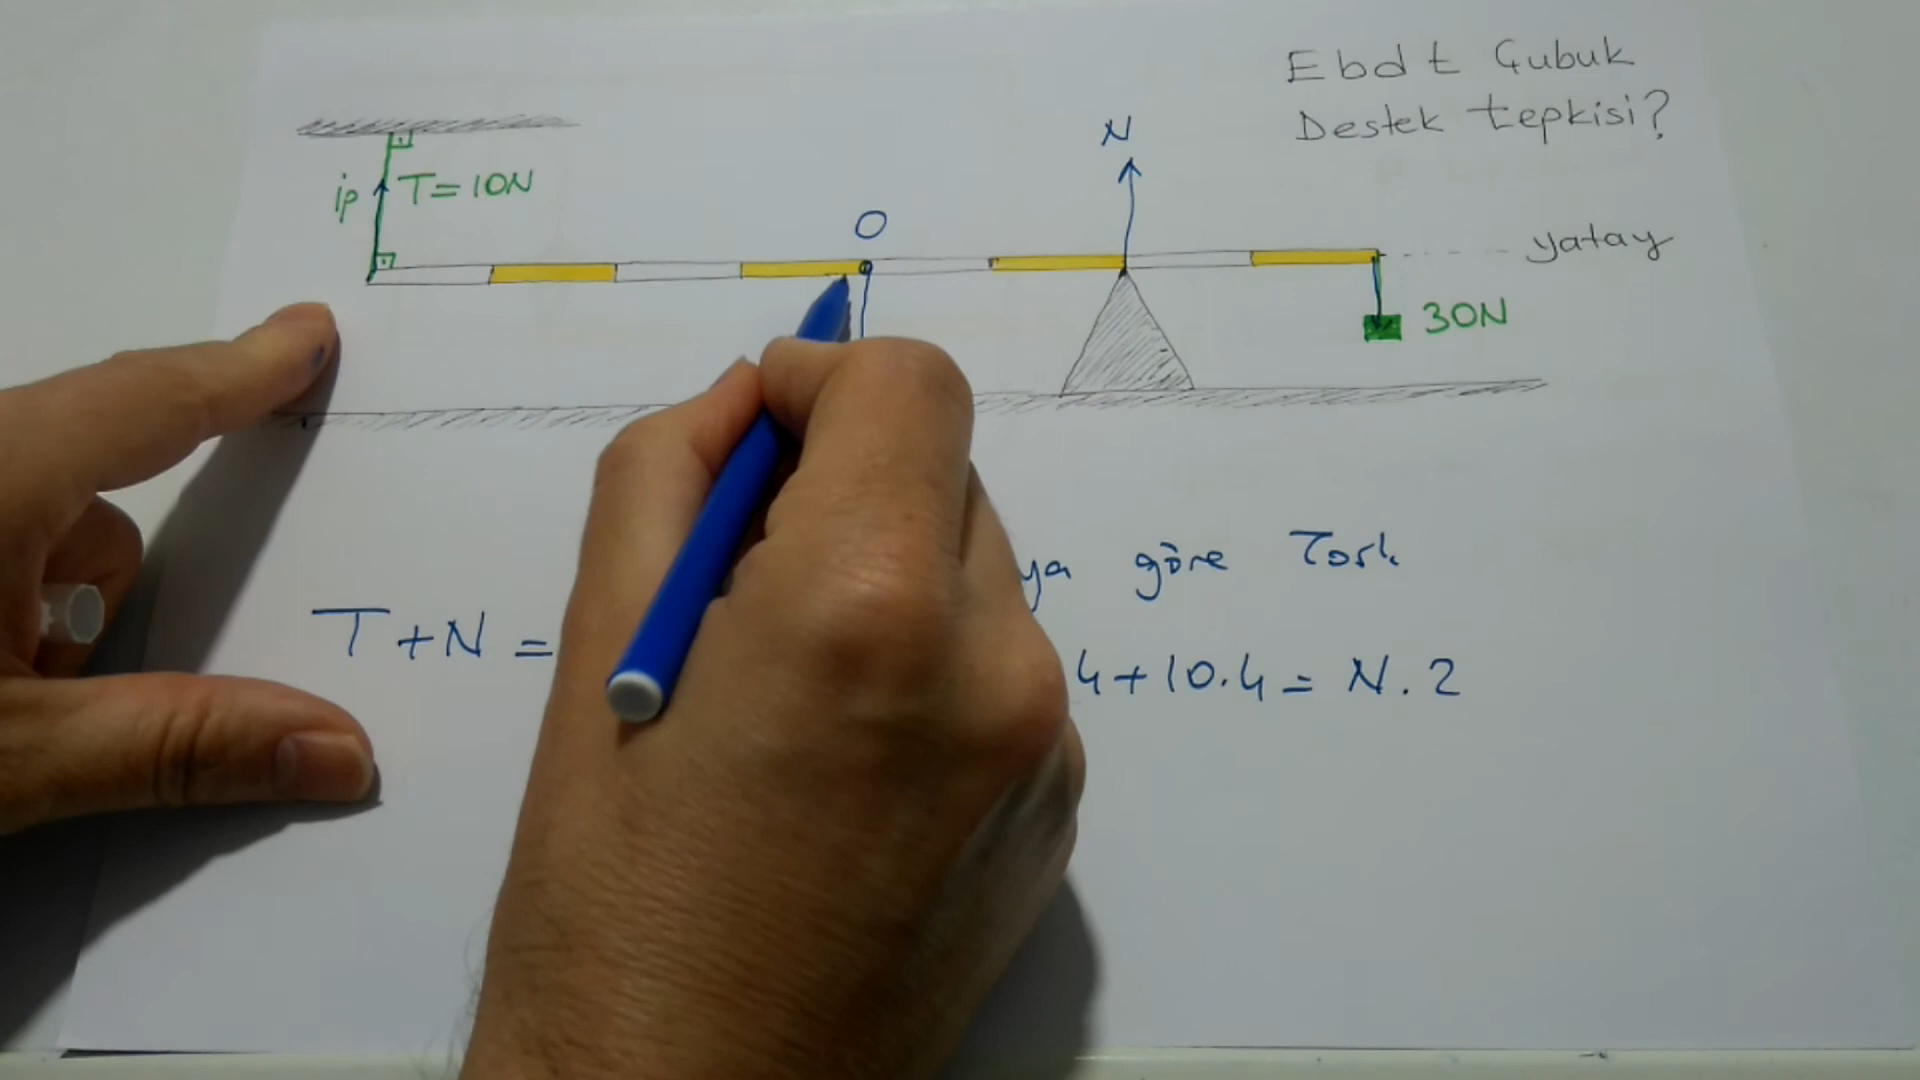 Ebdt Çubuk
Destek tepkisi?
N
ip T=10N
O
yatay
30N
ya göre Tork
T+N=
4+10.4=N.2